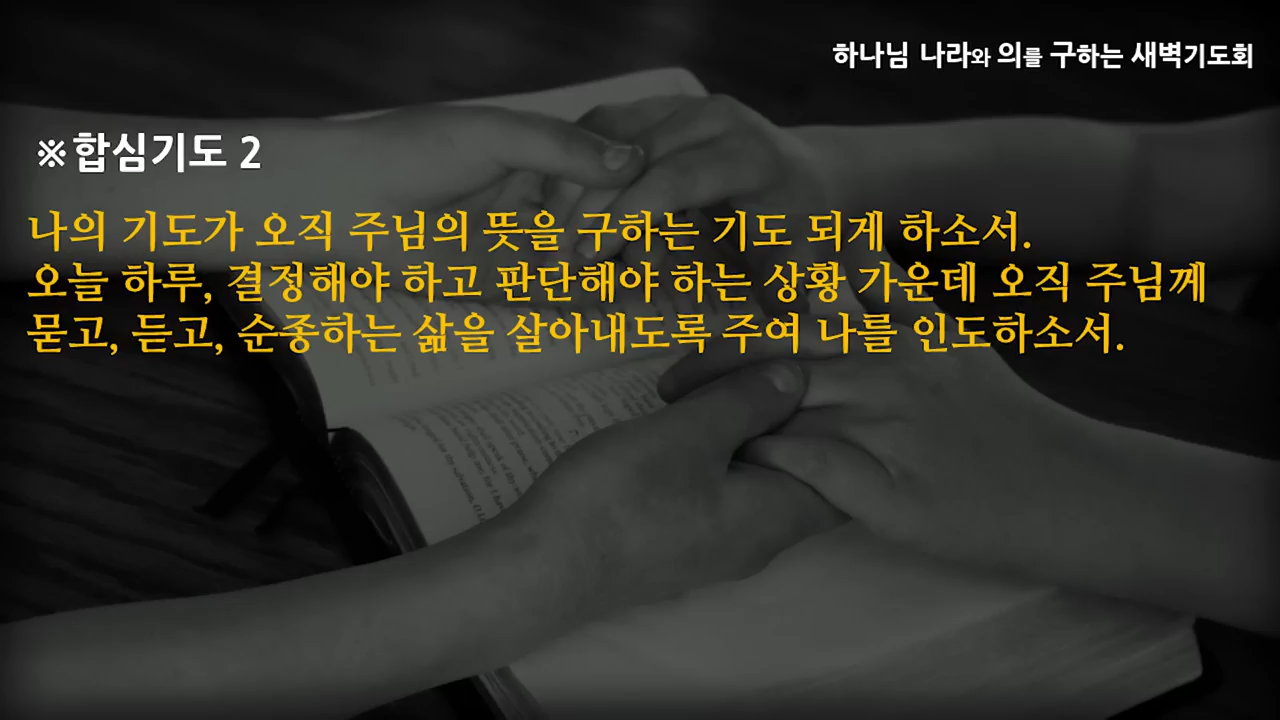 하나님 나라와 의를 구하는 새벽기도회
※합심기도 2
나의 기도가 오직 주님의 뜻을 구하는 기도 되게 하소서.
오늘 하루, 결정해야 하고 판단해야 하는 상황 가운데 오직 주님께
묻고, 듣고, 순종하는 삶을 살아내도록 주여 나를 인도하소서.